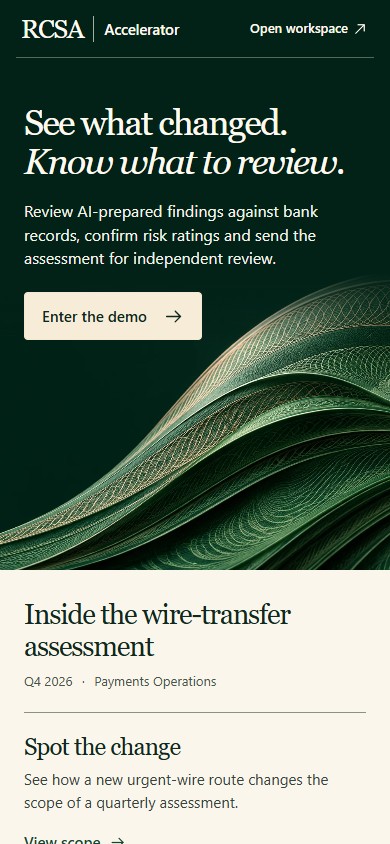 RCSA Accelerator
Open workspace
See what changed.
Know what to review.
Review AI-prepared findings against bank
records, confirm risk ratings and send the
assessment for independent review.
Enter the demo
Inside the wire-transfer
assessment
Q4 2026 · Payments Operations
Spot the change
See how a new urgent-wire route changes the
scope of a quarterly assessment.
View scope